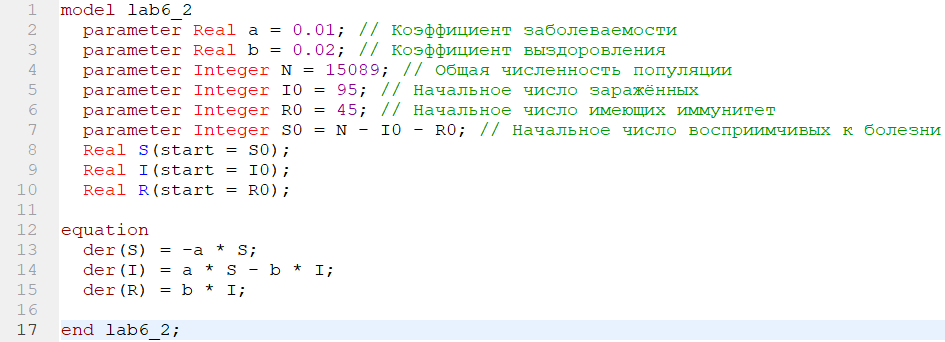 1 model lab6_2
2 parameter Real a = 0.01; // Коэффициент заболеваемости
3 parameter Real b = 0.02; // Коэффициент выздоровления
4 parameter Integer N = 15089; // Общая численность популяции
5 parameter Integer I0 = 95; // Начальное число заражённых
6 parameter Integer R0 = 45; // Начальное число имеющих иммунитет
7 parameter Integer S0 = N - I0 - R0; // Начальное число восприимчивых к болезни
8 Real S(start = S0);
9 Real I(start = I0);
10 Real R(start = R0);
11
12 equation
13 der(S) = -a * S;
14 der(I) = a * S - b * I;
15 der(R) = b * I;
16
17 end lab6_2;